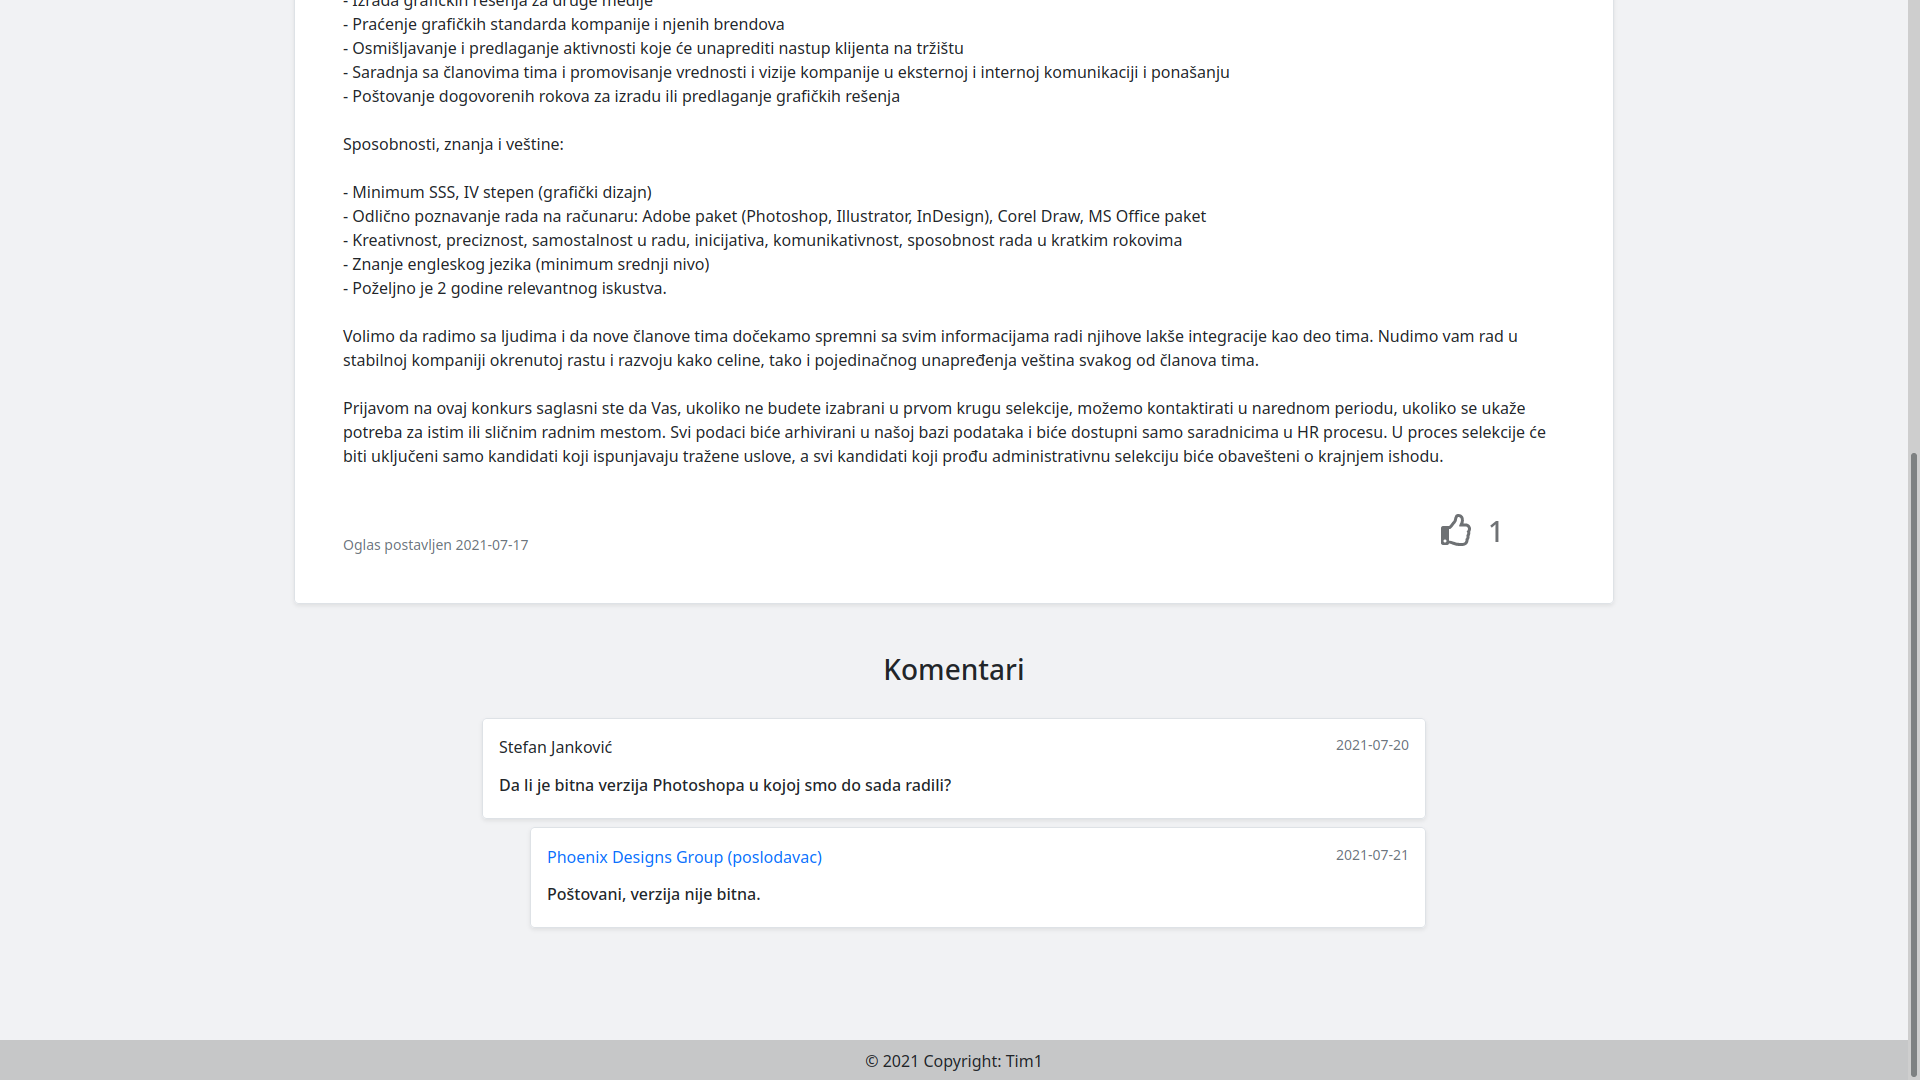 - Izrada grafičkih rešenja za druge medije
- Praćenje grafičkih standarda kompanije i njenih brendova
- Osmišljavanje i predlaganje aktivnosti koje će unaprediti nastup klijenta na tržištu
- Saradnja sa članovima tima i promovisanje vrednosti i vizije kompanije u eksternoj i internoj komunikaciji i ponašanju
- Poštovanje dogovorenih rokova za izradu ili predlaganje grafičkih rešenja
Sposobnosti, znanja i veštine:
- Minimum SSS, IV stepen (grafički dizajn)
- Odlično poznavanje rada na računaru: Adobe paket (Photoshop, Illustrator, InDesign), Corel Draw, MS Office paket
- Kreativnost, preciznost, samostalnost u radu, inicijativa, komunikativnost, sposobnost rada u kratkim rokovima
- Znanje engleskog jezika (minimum srednji nivo)
- Poželjno je 2 godine relevantnog iskustva.
Volimo da radimo sa ljudima i da nove članove tima dočekamo spremni sa svim informacijama radi njihove lakše integracije kao deo tima. Nudimo vam rad u
stabilnoj kompaniji okrenutoj rastu i razvoju kako celine, tako i pojedinačnog unapređenja veština svakog od članova tima.
Prijavom na ovaj konkurs saglasni ste da Vas, ukoliko ne budete izabrani u prvom krugu selekcije, možemo kontaktirati u narednom periodu, ukoliko se ukaže
potreba za istim ili sličnim radnim mestom. Svi podaci biće arhivirani u našoj bazi podataka i biće dostupni samo saradnicima u HR procesu. U proces selekcije će
biti uključeni samo kandidati koji ispunjavaju tražene uslove, a svi kandidati koji prođu administrativnu selekciju biće obavešteni o krajnjem ishodu.
1
Oglas postavljen 2021-07-17
Komentari
Stefan Janković 2021-07-20
Da li je bitna verzija Photoshopa u kojoj smo do sada radili?
Phoenix Designs Group (poslodavac) 2021-07-21
Poštovani, verzija nije bitna.
© 2021 Copyright: Tim1